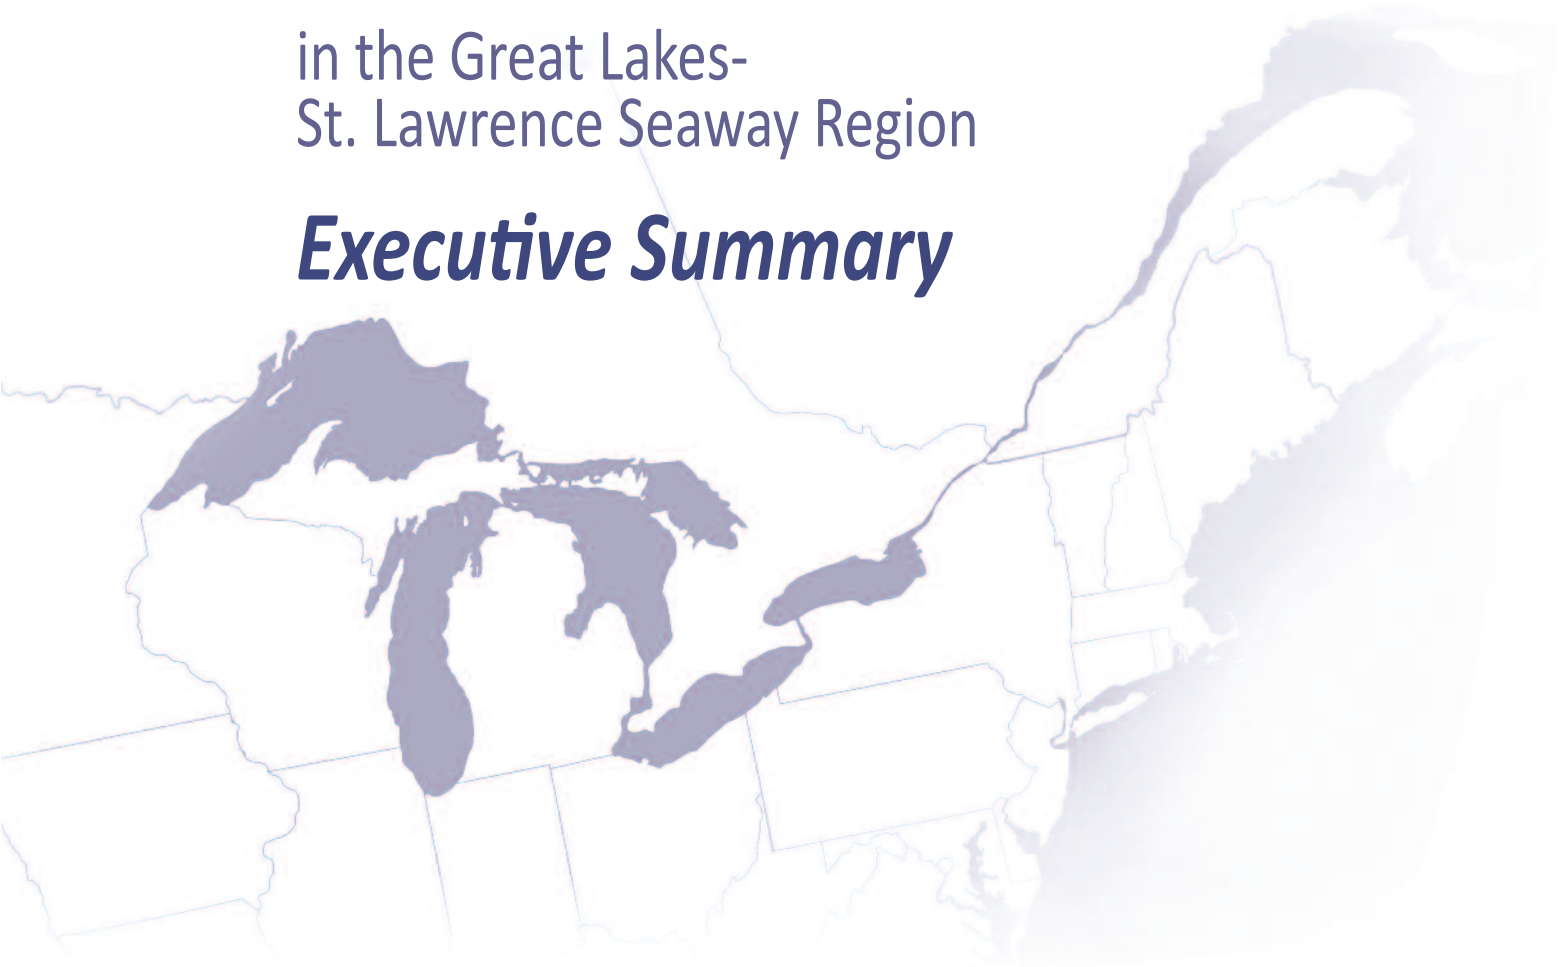 in the Great Lakes-
St. Lawrence Seaway Region
Executive Summary